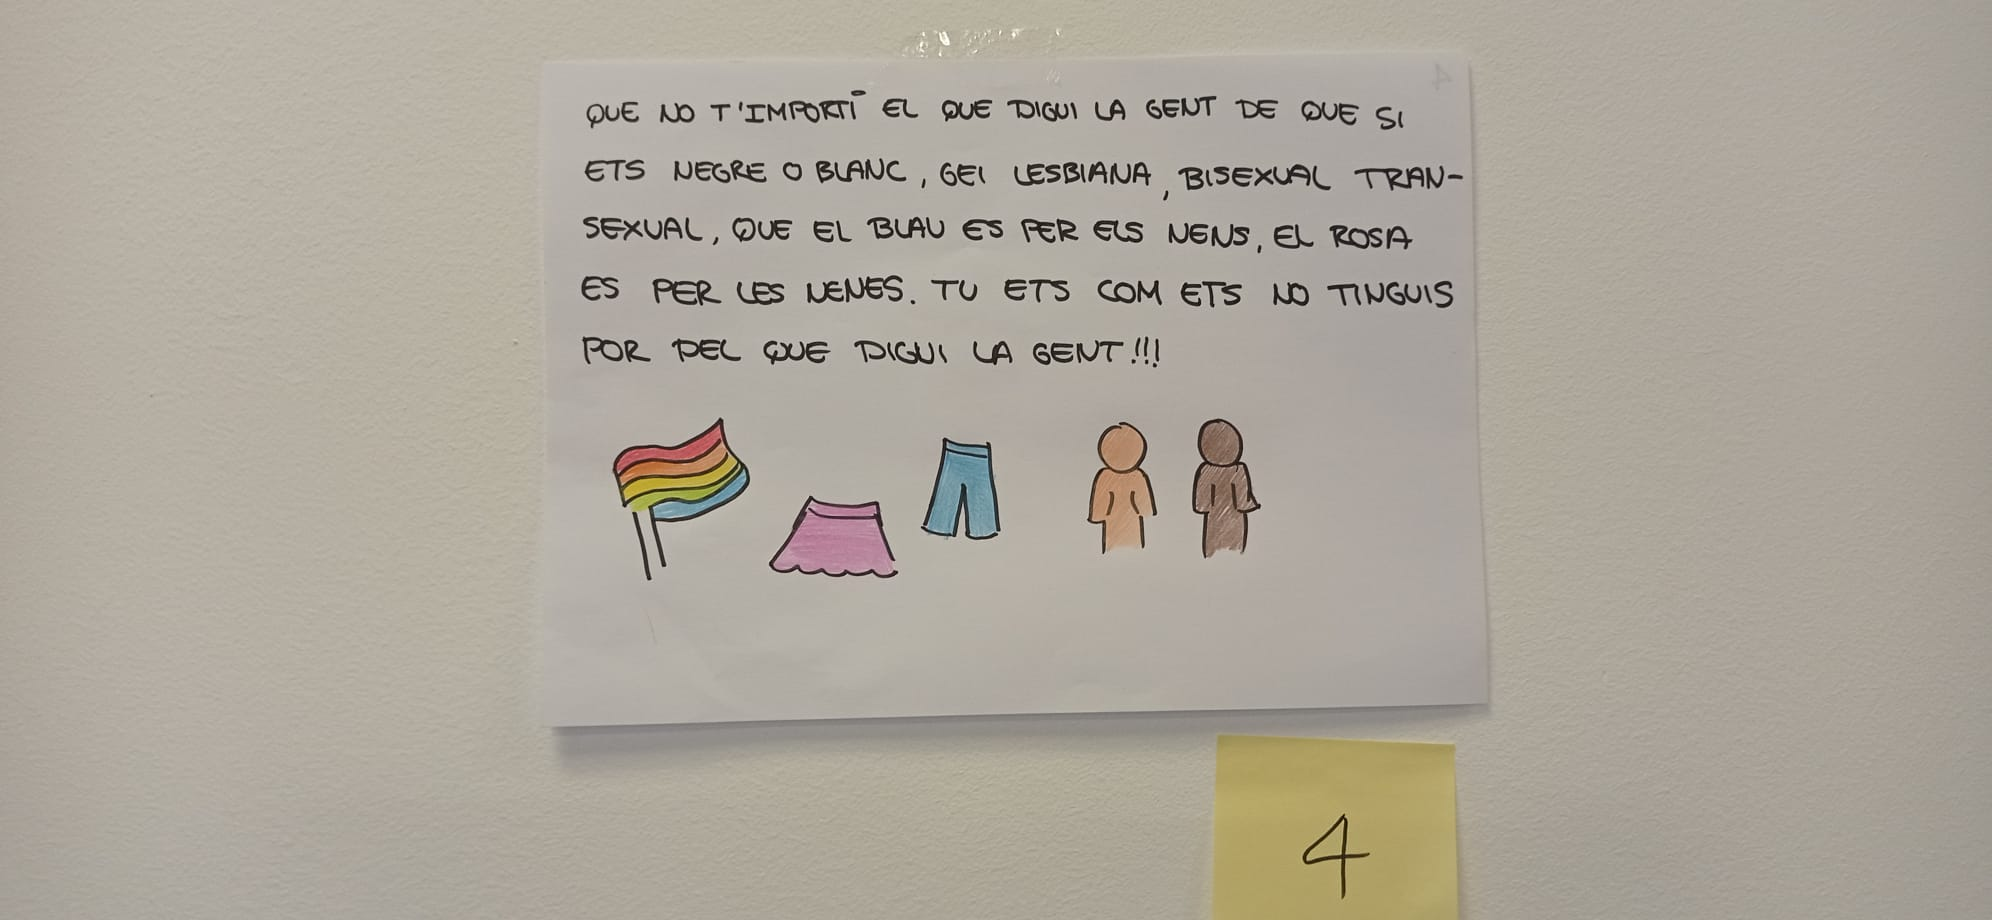 QUE NO T'IMPORTI EL QUE DIGUI LA GENT DE QUE SI
ETS NEGRE O BLANC, GEI LESBIANA, BISEXUAL TRAN-
SEXUAL, QUE EL BLAU ES PER ELS NENS, EL ROSA
ES PER LES NENES. TU ETS COM ETS NO TINGUIS
POR DEL QUE DIGUI LA GENT!!!
4